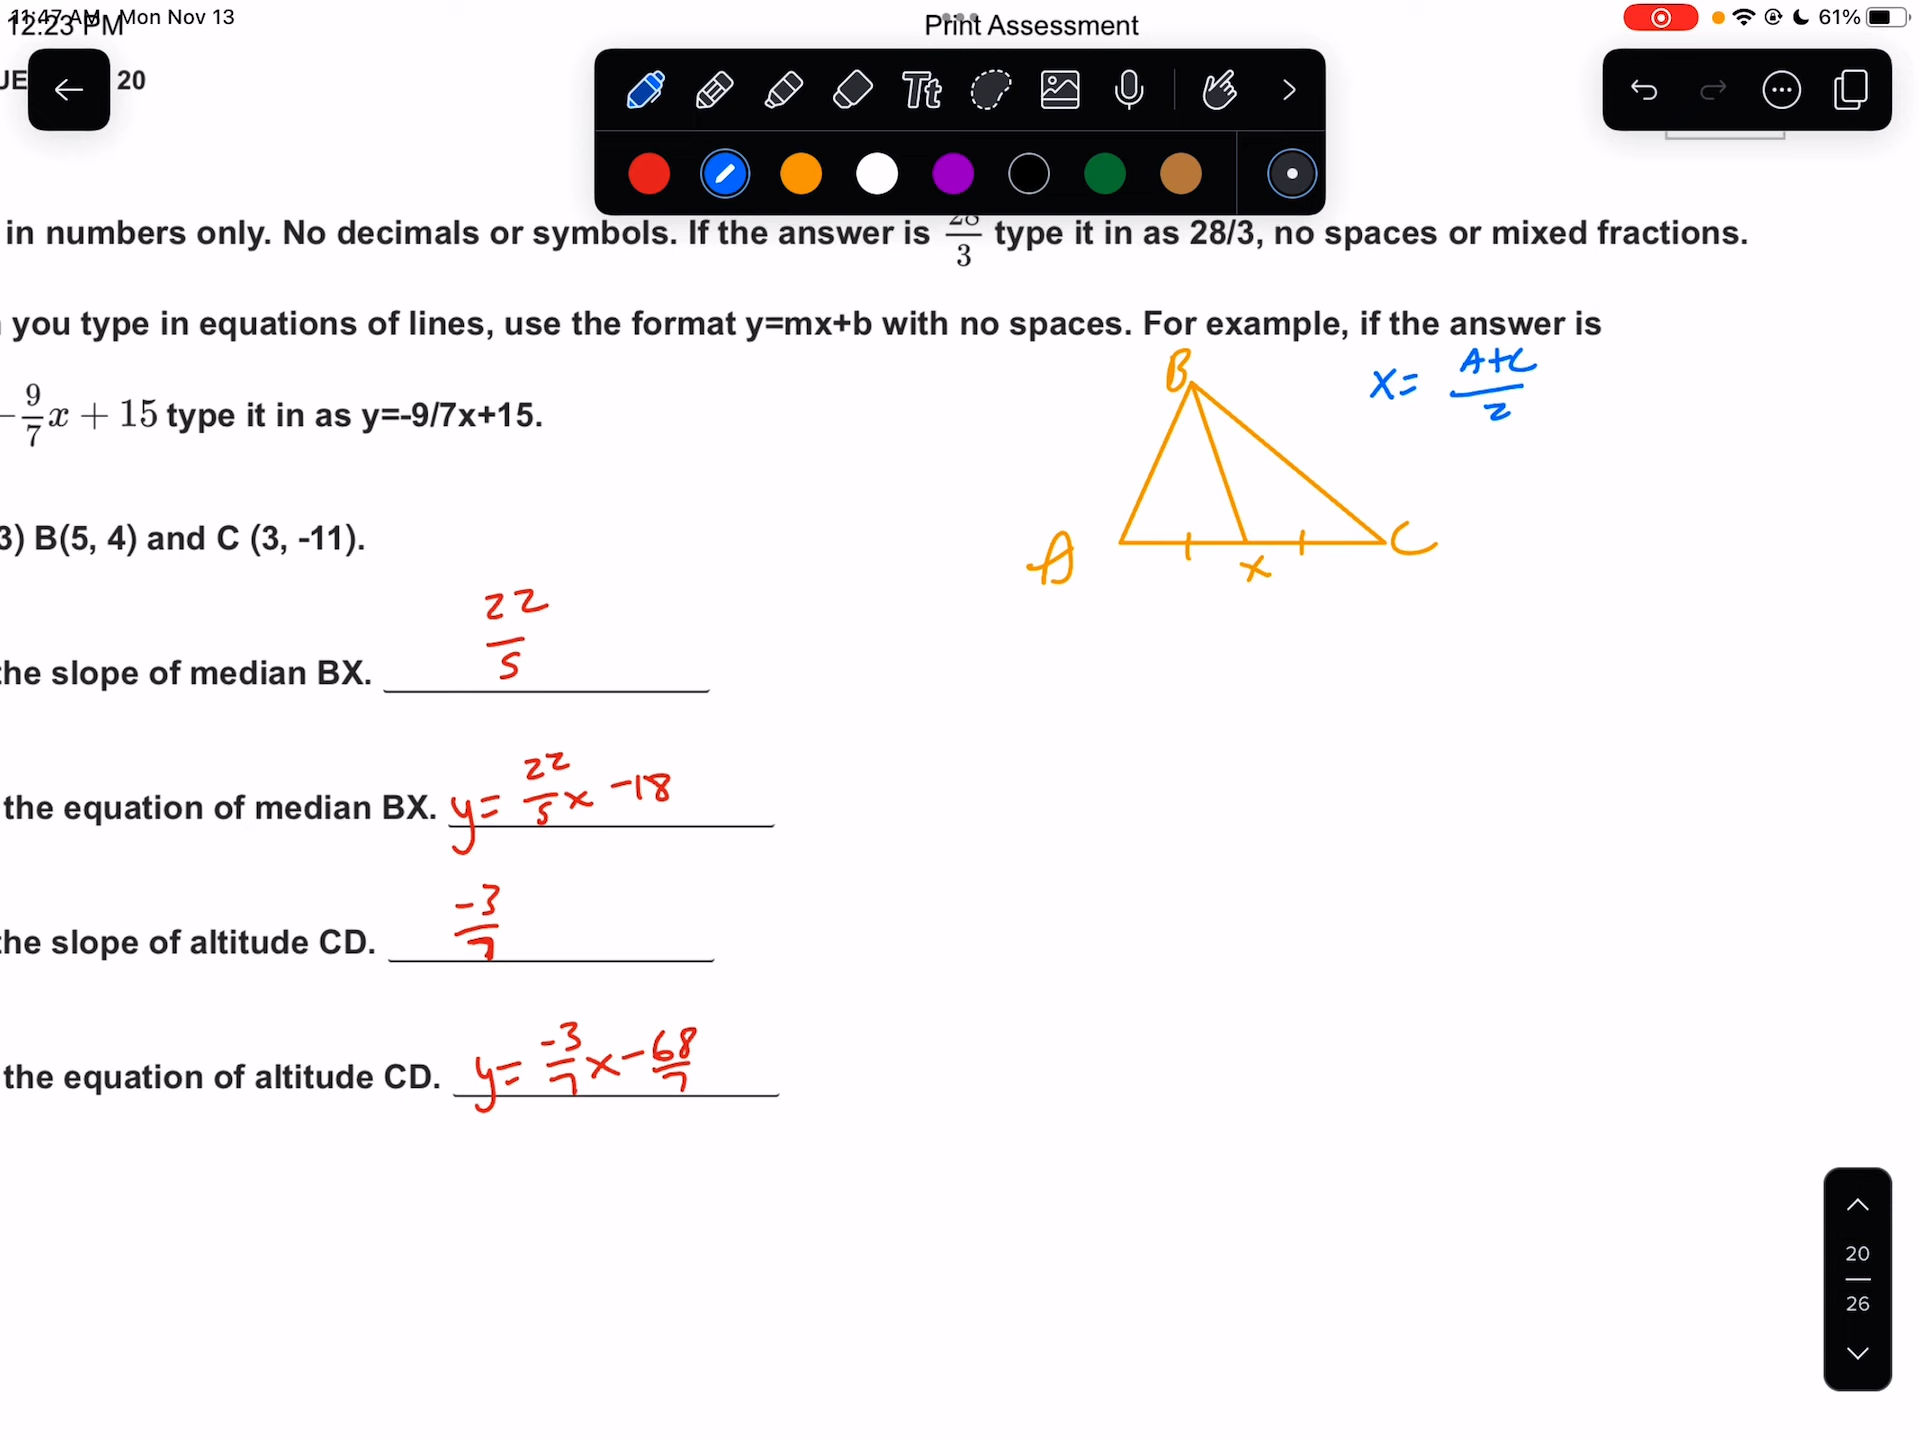 11:47 AM Mon Nov 13
12:23 PM
Print Assessment
61%
UE
20
Tt
in numbers only. No decimals or symbols. If the answer is 28/3 type it in as 28/3, no spaces or mixed fractions.
you type in equations of lines, use the format y=mx+b with no spaces. For example, if the answer is
B
X = A+C/2
-9/7x + 15 type it in as y=-9/7x+15.
3) B(5, 4) and C (3, -11).
A
X
C
the slope of median BX. 22/5
the equation of median BX. y = 22/5x -18
the slope of altitude CD. -3/7
the equation of altitude CD. y = -3/7x - 68/7
20
26